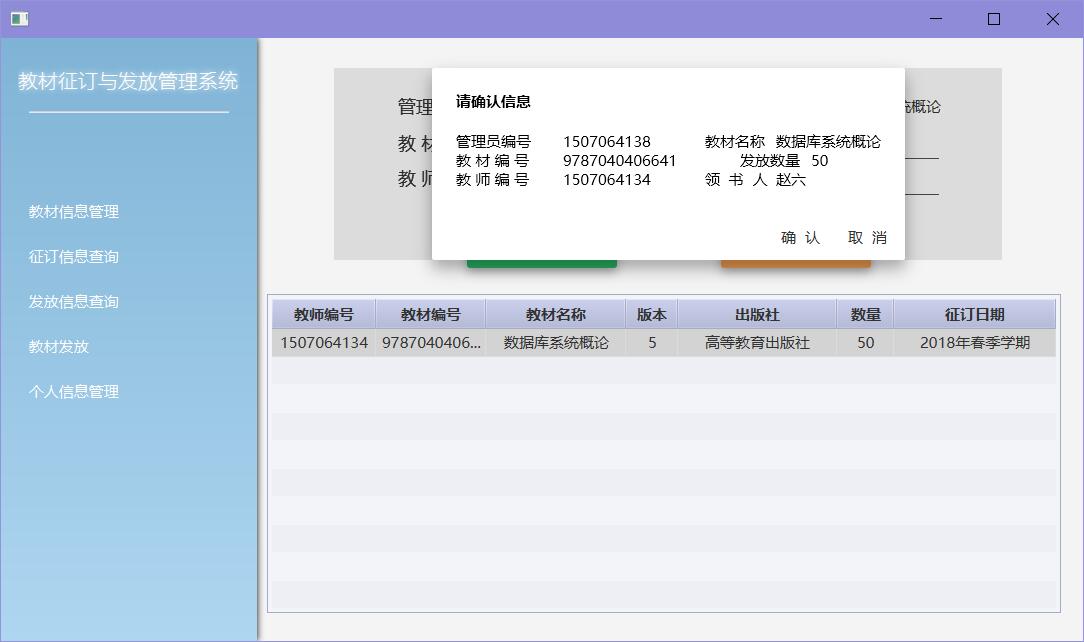 教材征订与发放管理系统
教材信息管理
征订信息查询
发放信息查询
教材发放
个人信息管理
管理
教 材
教 师
概论
请确认信息
管理员编号 1507064138 教材名称 数据库系统概论
教 材 编 号 9787040406641 发放数量 50
教 师 编 号 1507064134 领 书 人 赵六
确 认 取 消
教师编号 教材编号 教材名称 版本 出版社 数量 征订日期
1507064134 9787040406... 数据库系统概论 5 高等教育出版社 50 2018年春季学期